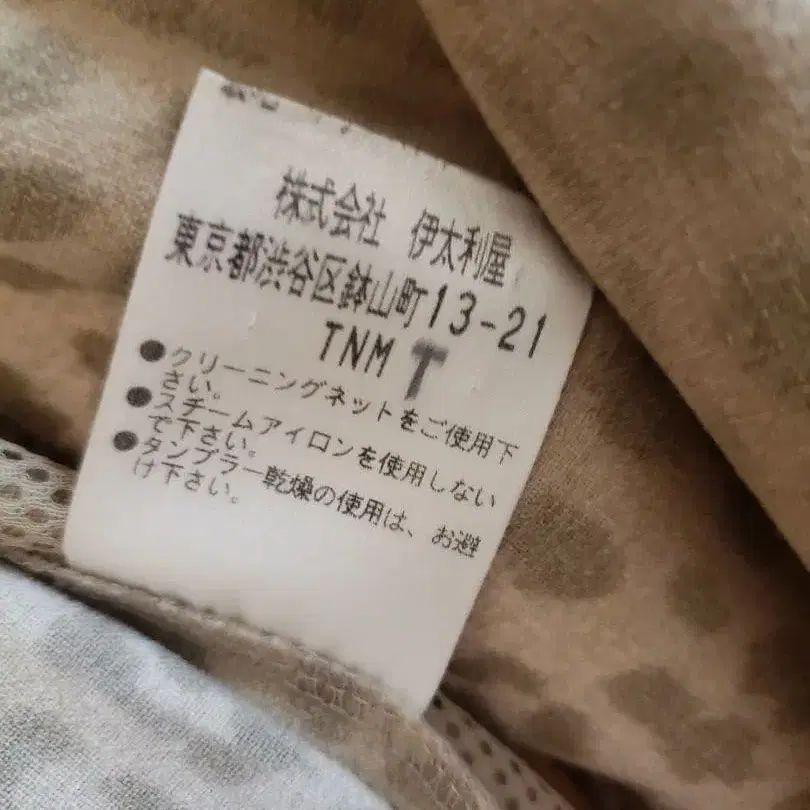 株式会社 伊太利屋
東京都渋谷区鉢山町13-21
TNM T
●クリーニングネットをご使用下
さい。
●スチームアイロンを使用しない
で下さい。
●タンブラー乾燥の使用は、お避
け下さい。